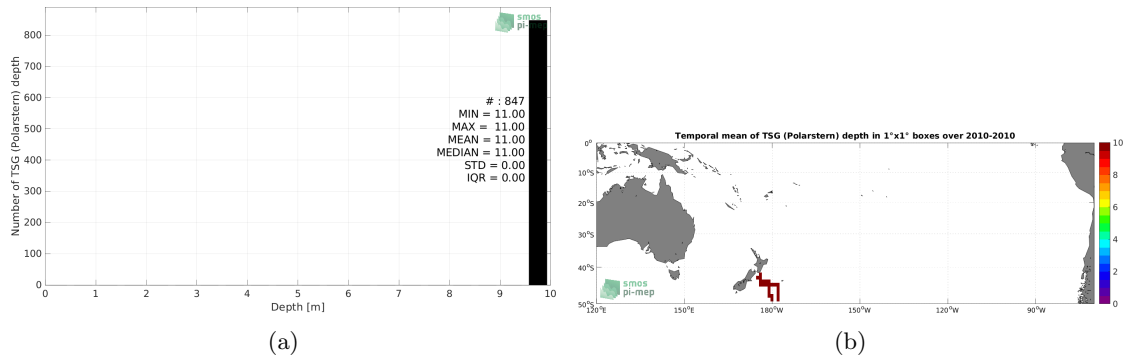 smos
pi-mep
800
700
600
500
400
300
200
100
0
Number of TSG (Polarstern) depth
# : 847
MIN = 11.00
MAX = 11.00
MEAN = 11.00
MEDIAN = 11.00
STD = 0.00
IQR = 0.00
0 1 2 3 4 5 6 7 8 9 10
Depth [m]
(a)
Temporal mean of TSG (Polarstern) depth in 1°x1° boxes over 2010-2010
0°
10°S
20°S
30°S
40°S
50°S
120°E 150°E 180°W 150°W 120°W 90°W
smos
pi-mep
10
8
6
4
2
0
(b)